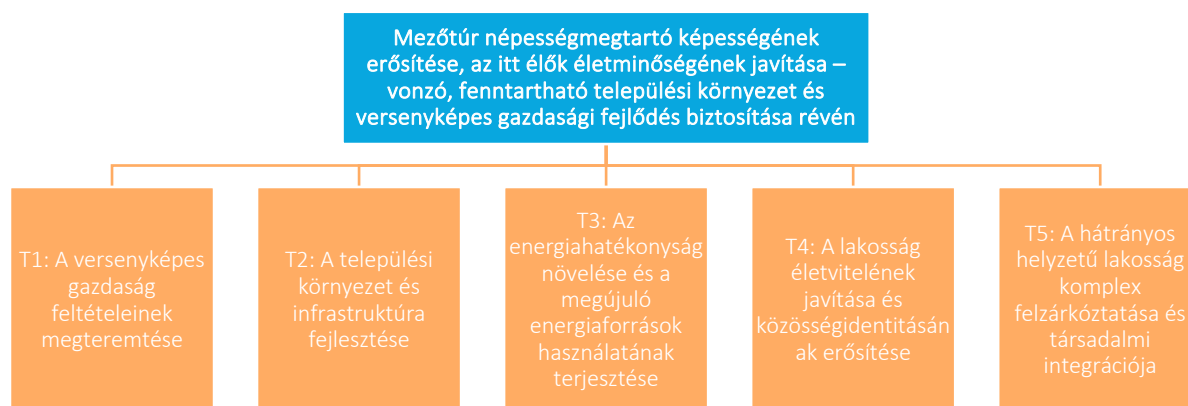 Mezőtúr népességmegtartó képességének
erősítése, az itt élők életminőségének javítása –
vonzó, fenntartható települési környezet és
versenyképes gazdasági fejlődés biztosítása révén
T1: A versenyképes
gazdaság
feltételeinek
megteremtése
T2: A települési
környezet és
infrastruktúra
fejlesztése
T3: Az
energiahatékonyság
növelése és a
megújuló
energiaforrások
használatának
terjesztése
T4: A lakosság
életvitelének
javítása és
közösségidentitásán
ak erősítése
T5: A hátrányos
helyzetű lakosság
komplex
felzárkóztatása és
társadalmi
integrációja